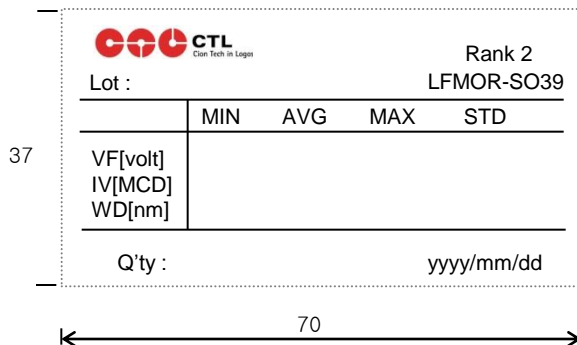 CTL
Cion Tech in Logos
Rank 2
Lot :
LFMOR-SO39
MIN AVG MAX STD
37
VF[volt]
IV[MCD]
WD[nm]
Q'ty :
yyyy/mm/dd
70